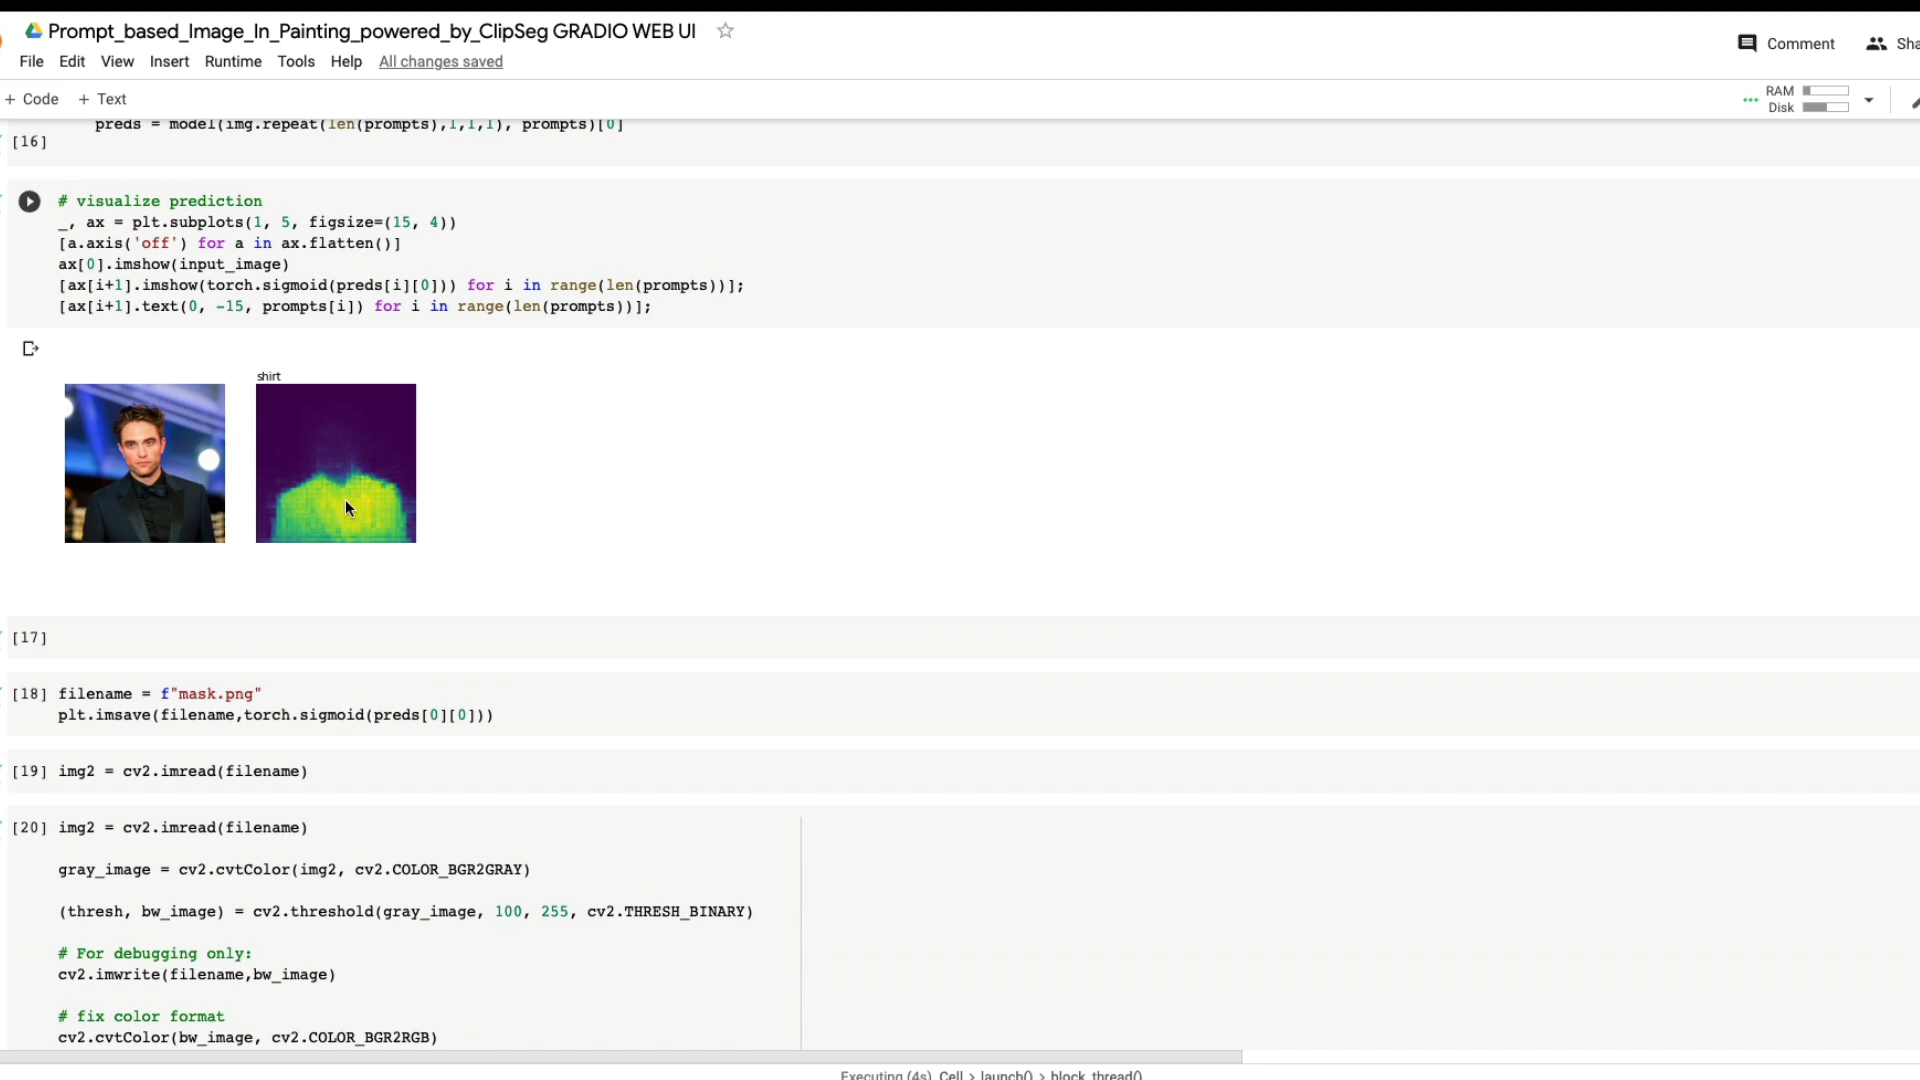 Prompt_based_Image_In_Painting_powered_by_ClipSeg GRADIO WEB UI
File Edit View Insert Runtime Tools Help All changes saved
Comment
Sha
+ Code + Text
RAM
Disk
preds = model(img.repeat(len(prompts),1,1,1), prompts)[0]
[16]
# visualize prediction
_, ax = plt.subplots(1, 5, figsize=(15, 4))
[a.axis('off') for a in ax.flatten()]
ax[0].imshow(input_image)
[ax[i+1].imshow(torch.sigmoid(preds[i][0])) for i in range(len(prompts))];
[ax[i+1].text(0, -15, prompts[i]) for i in range(len(prompts))];
shirt
[17]
[18] filename = f"mask.png"
plt.imsave(filename,torch.sigmoid(preds[0][0]))
[19] img2 = cv2.imread(filename)
[20] img2 = cv2.imread(filename)
gray_image = cv2.cvtColor(img2, cv2.COLOR_BGR2GRAY)
(thresh, bw_image) = cv2.threshold(gray_image, 100, 255, cv2.THRESH_BINARY)
# For debugging only:
cv2.imwrite(filename,bw_image)
# fix color format
cv2.cvtColor(bw_image, cv2.COLOR_BGR2RGB)
Executing (4s) Cell > launch() > block_thread()